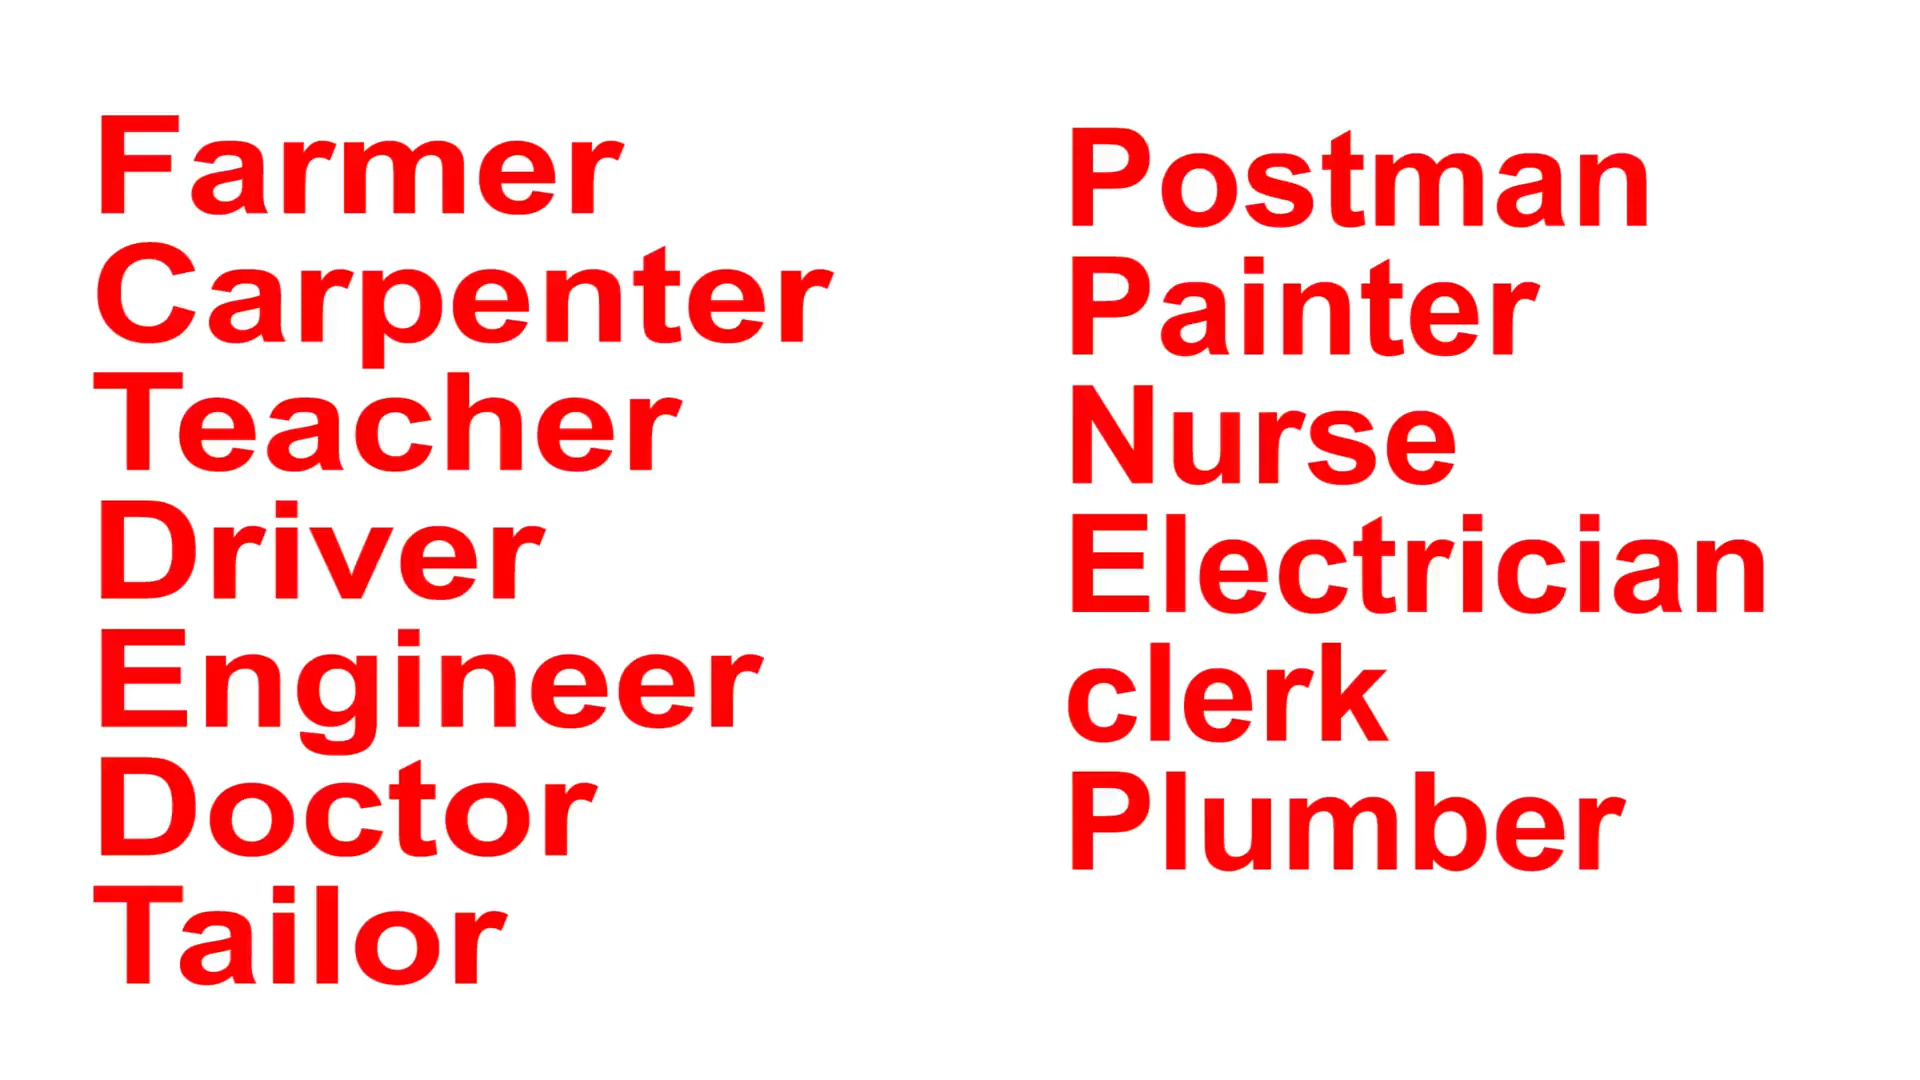 Farmer
Carpenter
Teacher
Driver
Engineer
Doctor
Tailor
Postman
Painter
Nurse
Electrician
clerk
Plumber